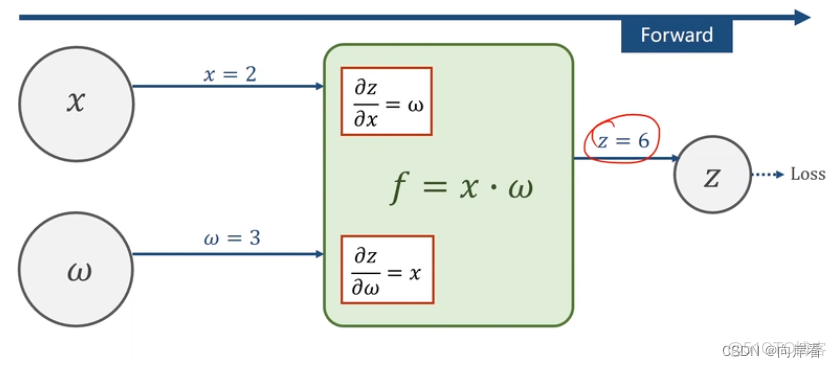 Forward
x
x = 2
∂z/∂x = ω
z = 6
f = x · ω
z
Loss
ω
ω = 3
∂z/∂ω = x
CSDN @向岸看